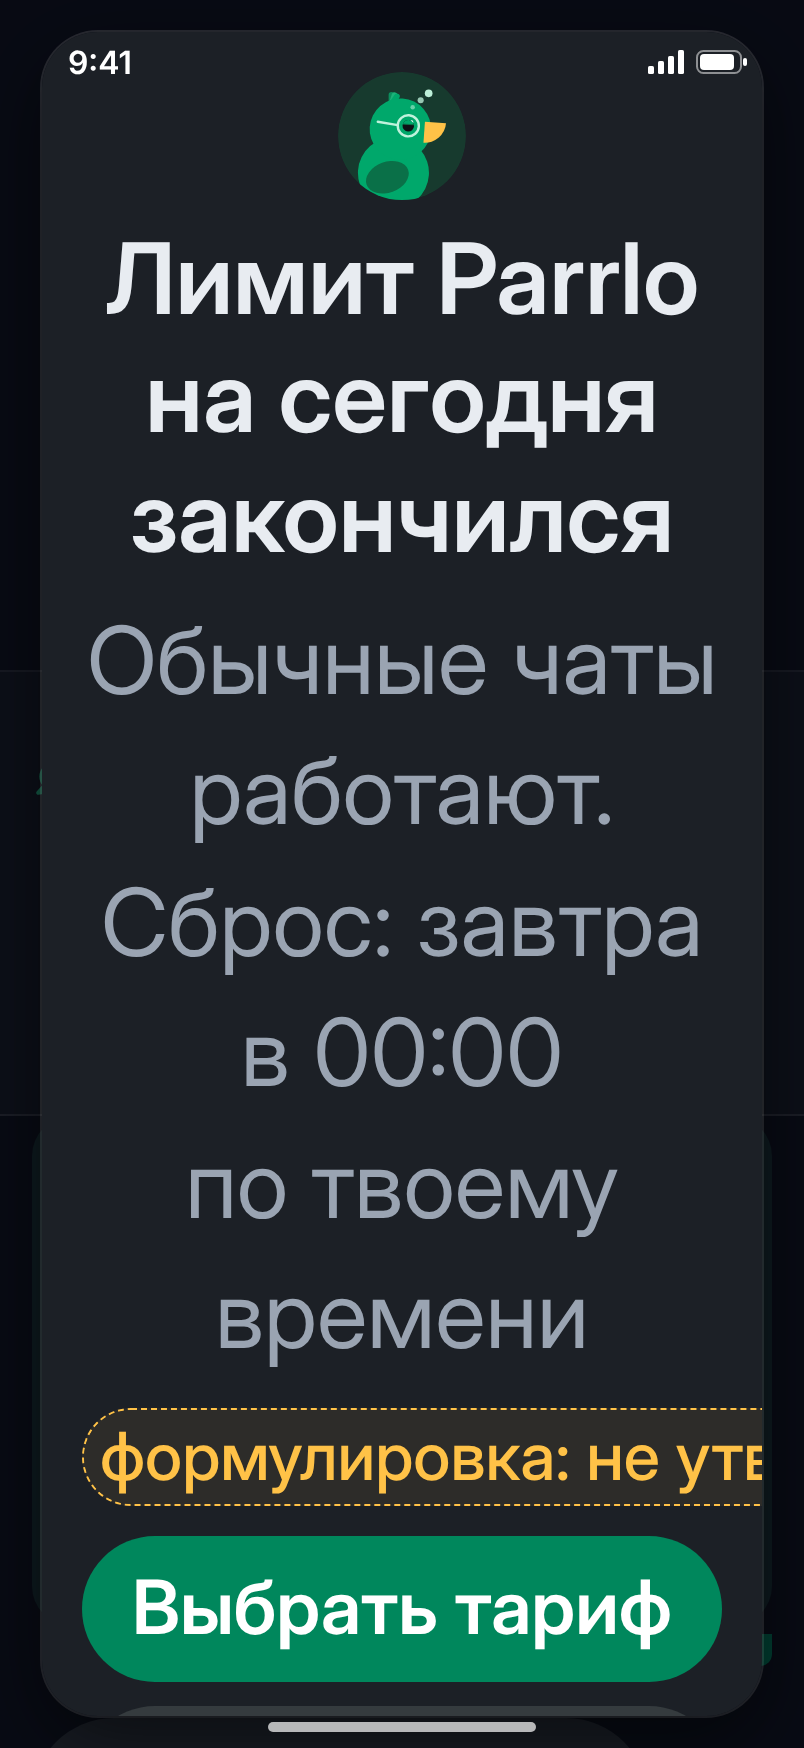 9:41
Лимит Parrlo
на сегодня
закончился
Обычные чаты
работают.
Сброс: завтра
в 00:00
по твоему
времени
формулировка: не
Выбрать тариф